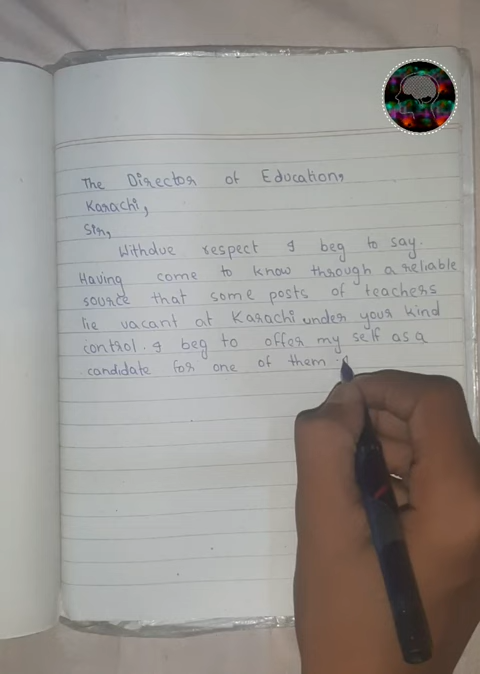 The Director of Education,
Karachi,
Sir,
Withdue respect I beg to say.
Having come to know through a reliable
source that some posts of teachers
lie vacant at Karachi under your kind
control. I beg to offer my self as a
candidate for one of them